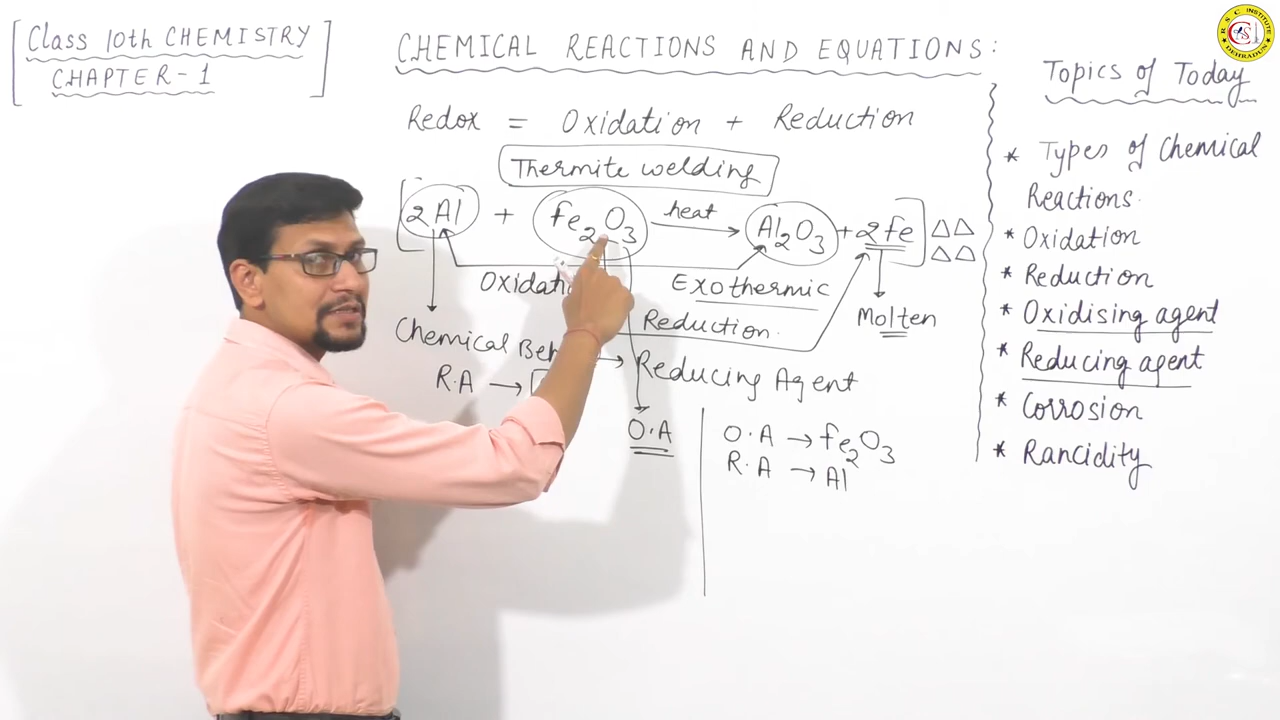 Class 10th CHEMISTRY
CHAPTER-1
CHEMICAL REACTIONS AND EQUATIONS:
Redox = Oxidation + Reduction
Thermite welding
2Al + Fe₂O₃ heat → Al₂O₃ + 2fe
Exothermic
Reduction
Molten
Chemical → Reducing Agent
R.A →
O.A
O.A → fe₂O₃
R.A → Al
Topics of Today
* Types of Chemical
Reactions.
* Oxidation
* Reduction
* Oxidising agent
* Reducing agent
* Corrosion
* Rancidity
R S C INSTITUTE
DEHRADUN